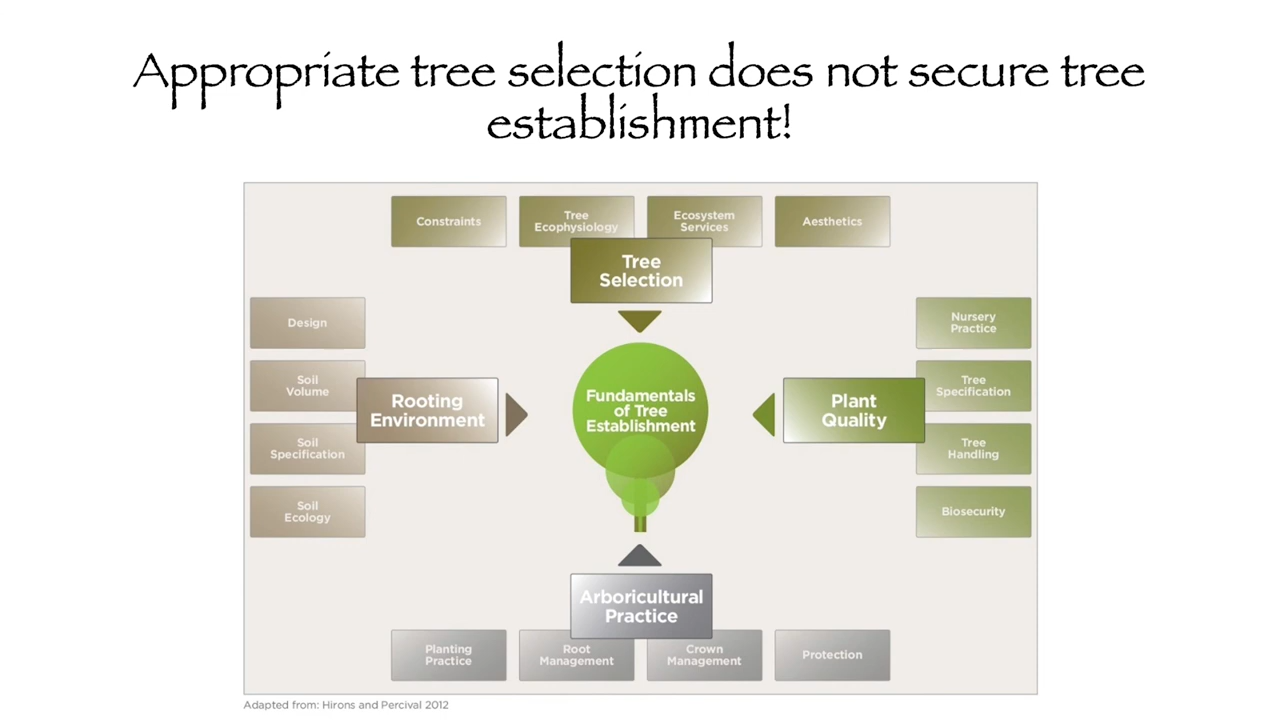 Appropriate tree selection does not secure tree
establishment!
Constraints
Tree
Ecophysiology
Ecosystem
Services
Aesthetics
Tree
Selection
Design
Soil
Volume
Soil
Specification
Soil
Ecology
Rooting
Environment
Fundamentals
of Tree
Establishment
Plant
Quality
Nursery
Practice
Tree
Specification
Tree
Handling
Biosecurity
Arboricultural
Practice
Planting
Practice
Root
Management
Crown
Management
Protection
Adapted from: Hirons and Percival 2012